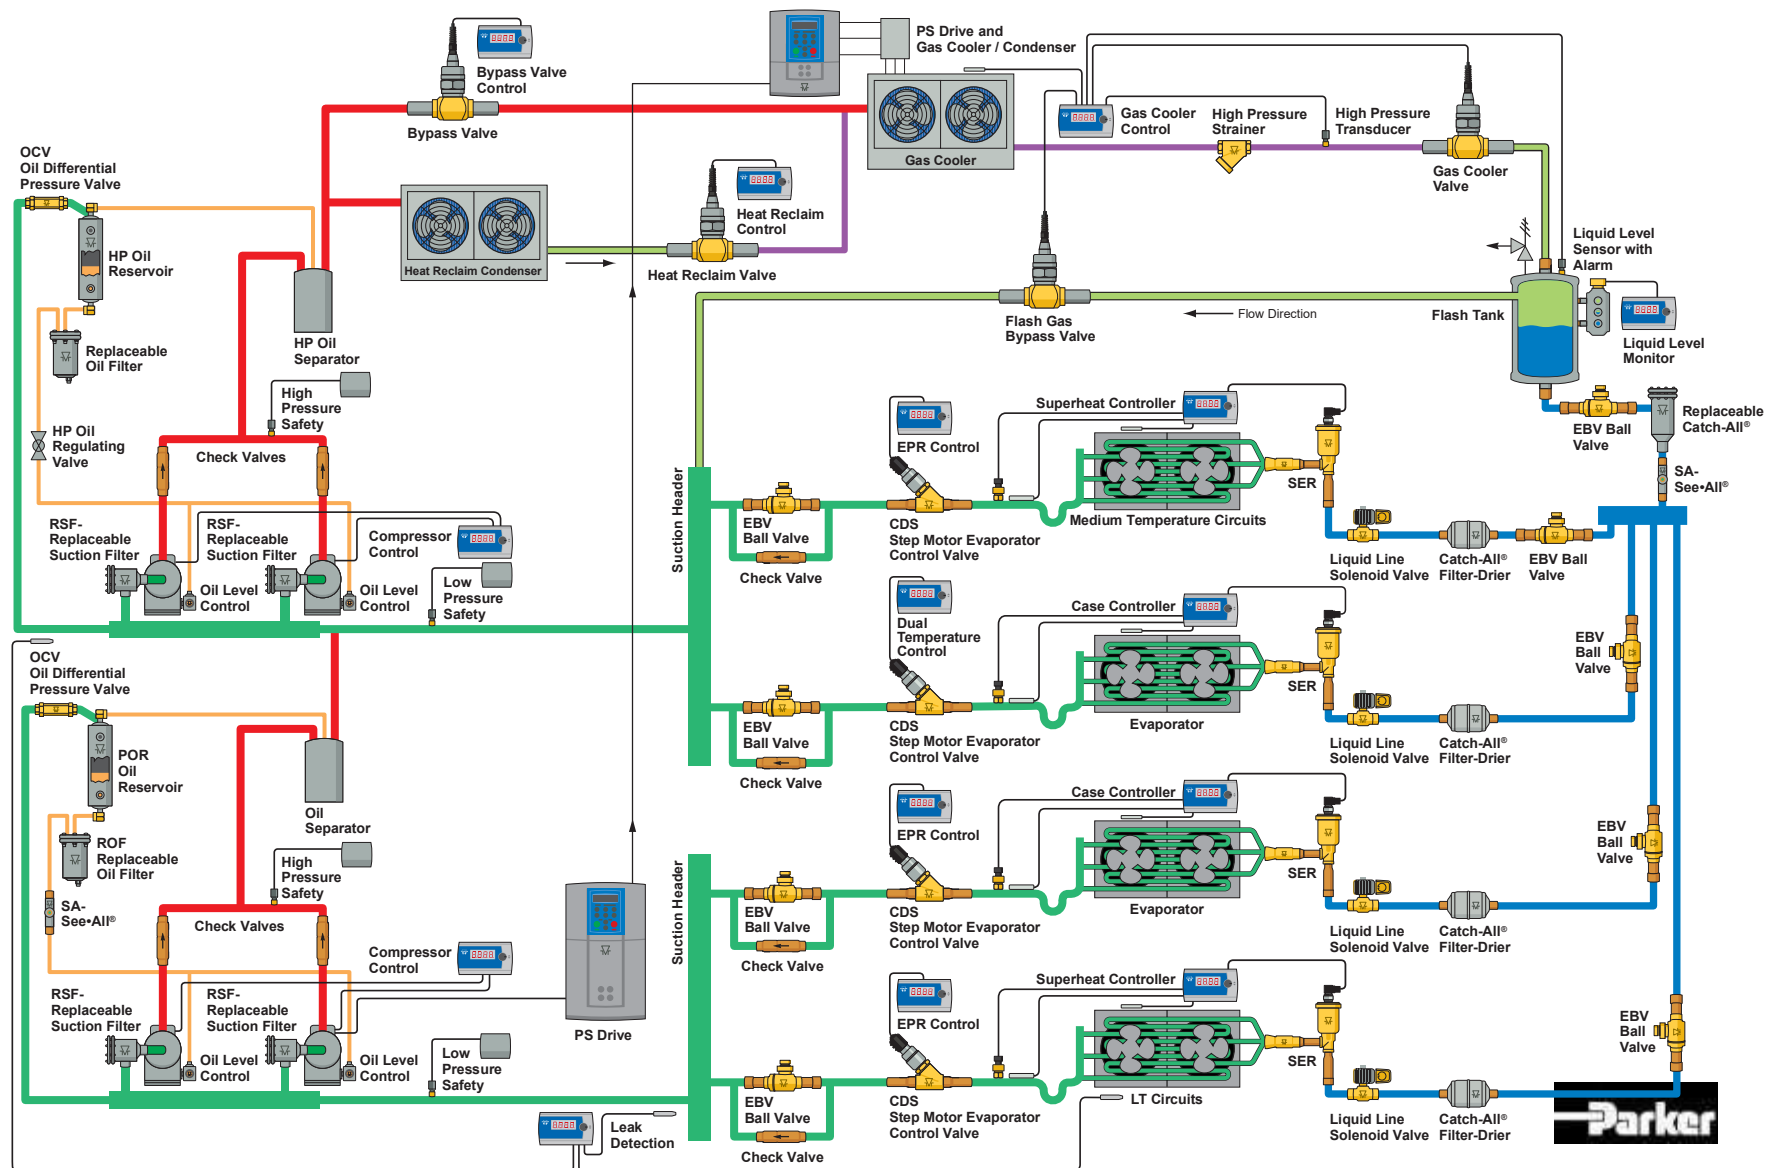 PS Drive and
Gas Cooler / Condenser
Bypass Valve
Control
Bypass Valve
Gas Cooler
Gas Cooler
Control
High Pressure
Strainer
High Pressure
Transducer
Gas Cooler
Valve
OCV
Oil Differential
Pressure Valve
HP Oil
Reservoir
Replaceable
Oil Filter
HP Oil
Regulating
Valve
HP Oil
Separator
High
Pressure
Safety
Check Valves
Heat Reclaim Condenser
Heat Reclaim
Control
Heat Reclaim Valve
Flash Gas
Bypass Valve
Flow Direction
Flash Tank
Liquid Level
Sensor with
Alarm
Liquid Level
Monitor
EBV Ball
Valve
Replaceable
Catch-All®
SA-
See•All®
RSF-
Replaceable
Suction Filter
RSF-
Replaceable
Suction Filter
Compressor
Control
Oil Level
Control
Oil Level
Control
Low
Pressure
Safety
Suction Header
EPR Control
Superheat Controller
EBV
Ball Valve
Check Valve
CDS
Step Motor Evaporator
Control Valve
Medium Temperature Circuits
SER
Liquid Line
Solenoid Valve
Catch-All®
Filter-Drier
EBV Ball
Valve
Dual
Temperature
Control
Case Controller
EBV
Ball Valve
Check Valve
CDS
Step Motor Evaporator
Control Valve
Evaporator
SER
Liquid Line
Solenoid Valve
Catch-All®
Filter-Drier
EBV
Ball
Valve
OCV
Oil Differential
Pressure Valve
POR
Oil
Reservoir
ROF
Replaceable
Oil Filter
SA-
See•All®
Oil
Separator
High
Pressure
Safety
Check Valves
RSF-
Replaceable
Suction Filter
RSF-
Replaceable
Suction Filter
Compressor
Control
Oil Level
Control
Oil Level
Control
Low
Pressure
Safety
PS Drive
Leak
Detection
Suction Header
EPR Control
Case Controller
EBV
Ball Valve
Check Valve
CDS
Step Motor Evaporator
Control Valve
Evaporator
SER
Liquid Line
Solenoid Valve
Catch-All®
Filter-Drier
EBV
Ball
Valve
EPR Control
Superheat Controller
EBV
Ball Valve
Check Valve
CDS
Step Motor Evaporator
Control Valve
LT Circuits
SER
Liquid Line
Solenoid Valve
Catch-All®
Filter-Drier
EBV
Ball
Valve
Parker